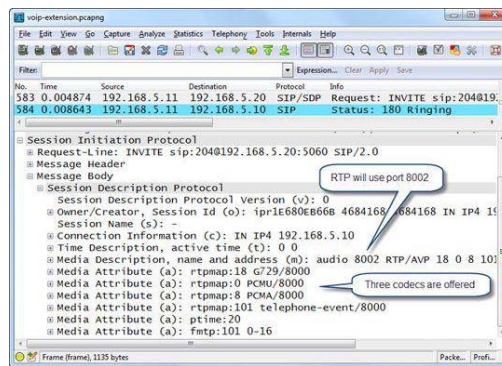 voip-extension.pcapng
File Edit View Go Capture Analyze Statistics Telephony Tools Internals Help
Filter: Expression... Clear Apply Save
No. Time Source Destination Protocol Info
583 0.004874 192.168.5.11 192.168.5.20 SIP/SDP Request: INVITE sip:204@19
584 0.008643 192.168.5.11 192.168.5.10 SIP Status: 180 Ringing
Session Initiation Protocol
Request-Line: INVITE sip:204@192.168.5.20:5060 SIP/2.0
Message Header
Message Body
RTP will use port 8002
Session Description Protocol
Session Description Protocol Version (v): 0
Owner/Creator, Session Id (o): ipr1E680EB66B 4684168 4684168 IN IP4 19
Session Name (s): -
Connection Information (c): IN IP4 192.168.5.10
Time Description, active time (t): 0 0
Media Description, name and address (m): audio 8002 RTP/AVP 18 0 8 101
Media Attribute (a): rtpmap:18 G729/8000
Media Attribute (a): rtpmap:0 PCMU/8000
Three codecs are offered
Media Attribute (a): rtpmap:8 PCMA/8000
Media Attribute (a): rtpmap:101 telephone-event/8000
Media Attribute (a): ptime:20
Media Attribute (a): fmtp:101 0-16
Frame (frame), 1135 bytes Packe... Profi...